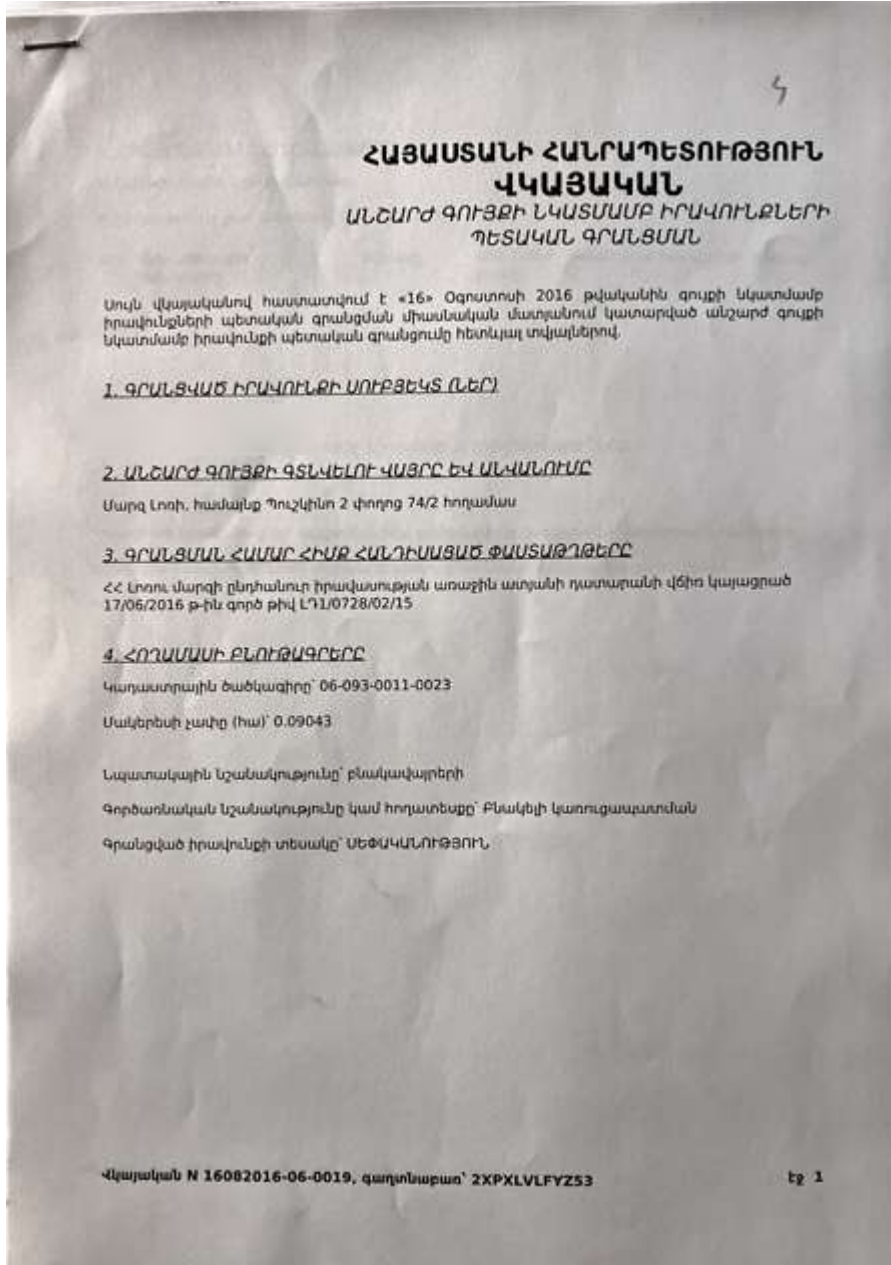 ՀԱՅԱՍՏԱՆԻ ՀԱՆՐԱՊԵՏՈՒԹՅՈՒՆ
ՎԿԱՅԱԿԱՆ
ԱՆՇԱՐԺ ԳՈՒՅՔԻ ՆԿԱՏՄԱՄԲ ԻՐԱՎՈՒՆՔՆԵՐԻ
ՊԵՏԱԿԱՆ ԳՐԱՆՑՄԱՆ
Սույն վկայականով հաստատվում է «16» Օգոստոսի 2016 թվականին գույքի նկատմամբ
իրավունքների պետական գրանցման միասնական մատյանում կատարված անշարժ գույքի
նկատմամբ իրավունքի պետական գրանցումը հետևյալ տվյալներով.
1. ԳՐԱՆՑՎԱԾ ԻՐԱՎՈՒՆՔԻ ՍՈՒԲՅԵԿՏ (ՆԵՐ)
2. ԱՆՇԱՐԺ ԳՈՒՅՔԻ ԳՏՆՎԵԼՈՒ ՎԱՅՐԸ ԵՎ ԱՆՎԱՆՈՒՄԸ
Մարզ Լոռի, համայնք Պուշկինո 2 փողոց 74/2 հողամաս
3. ԳՐԱՆՑՄԱՆ ՀԱՄԱՐ ՀԻՄՔ ՀԱՆԴԻՍԱՑԱԾ ՓԱՍՏԱԹՂԹԵՐԸ
ՀՀ Լոռու մարզի ընդհանուր իրավասության առաջին ատյանի դատարանի վճիռ կայացրած
17/06/2016 թ-ին գործ թիվ ԼԴ1/0728/02/15
4. ՀՈՂԱՄԱՍԻ ԲՆՈՒԹԱԳՐԵՐԸ
Կադաստրային ծածկագիրը՝ 06-093-0011-0023
Մակերեսի չափը (հա)՝ 0.09043
Նպատակային նշանակությունը՝ բնակավայրերի
Գործառնական նշանակությունը կամ հողատեսքը՝ Բնակելի կառուցապատման
Գրանցված իրավունքի տեսակը՝ ՍԵՓԱԿԱՆՈՒԹՅՈՒՆ
Վկայական N 16082016-06-0019, գաղտնաբառ՝ 2XPXLVLFYZ53
Էջ 1